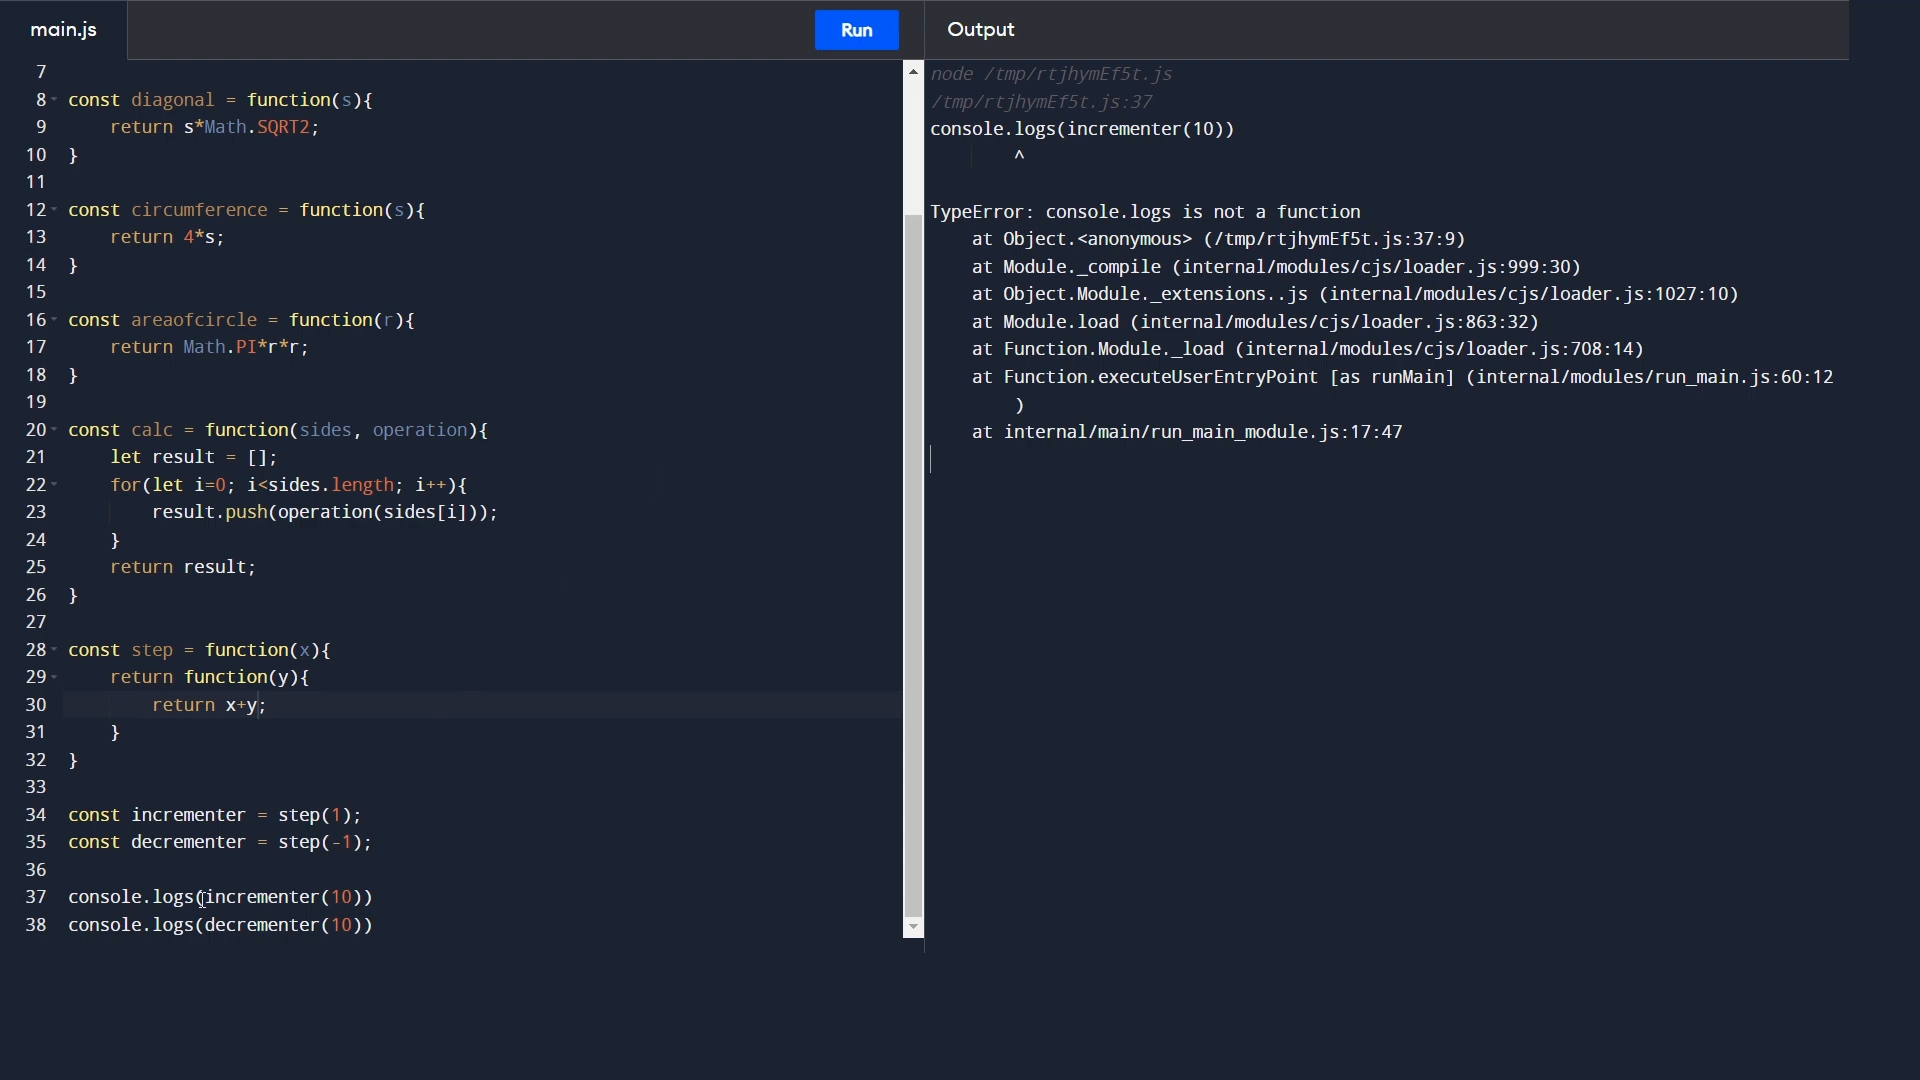 main.js
Run
Output
7
8 const diagonal = function(s){
9     return s*Math.SQRT2;
10 }
11
12 const circumference = function(s){
13     return 4*s;
14 }
15
16 const areaofcircle = function(r){
17     return Math.PI*r*r;
18 }
19
20 const calc = function(sides, operation){
21     let result = [];
22     for(let i=0; i<sides.length; i++){
23         result.push(operation(sides[i]));
24     }
25     return result;
26 }
27
28 const step = function(x){
29     return function(y){
30         return x+y;
31     }
32 }
33
34 const incrementer = step(1);
35 const decrementer = step(-1);
36
37 console.logs(incrementer(10))
38 console.logs(decrementer(10))
node /tmp/rtjhymEf5t.js
/tmp/rtjhymEf5t.js:37
console.logs(incrementer(10))
        ^
TypeError: console.logs is not a function
    at Object.<anonymous> (/tmp/rtjhymEf5t.js:37:9)
    at Module._compile (internal/modules/cjs/loader.js:999:30)
    at Object.Module._extensions..js (internal/modules/cjs/loader.js:1027:10)
    at Module.load (internal/modules/cjs/loader.js:863:32)
    at Function.Module._load (internal/modules/cjs/loader.js:708:14)
    at Function.executeUserEntryPoint [as runMain] (internal/modules/run_main.js:60:12
        )
    at internal/main/run_main_module.js:17:47